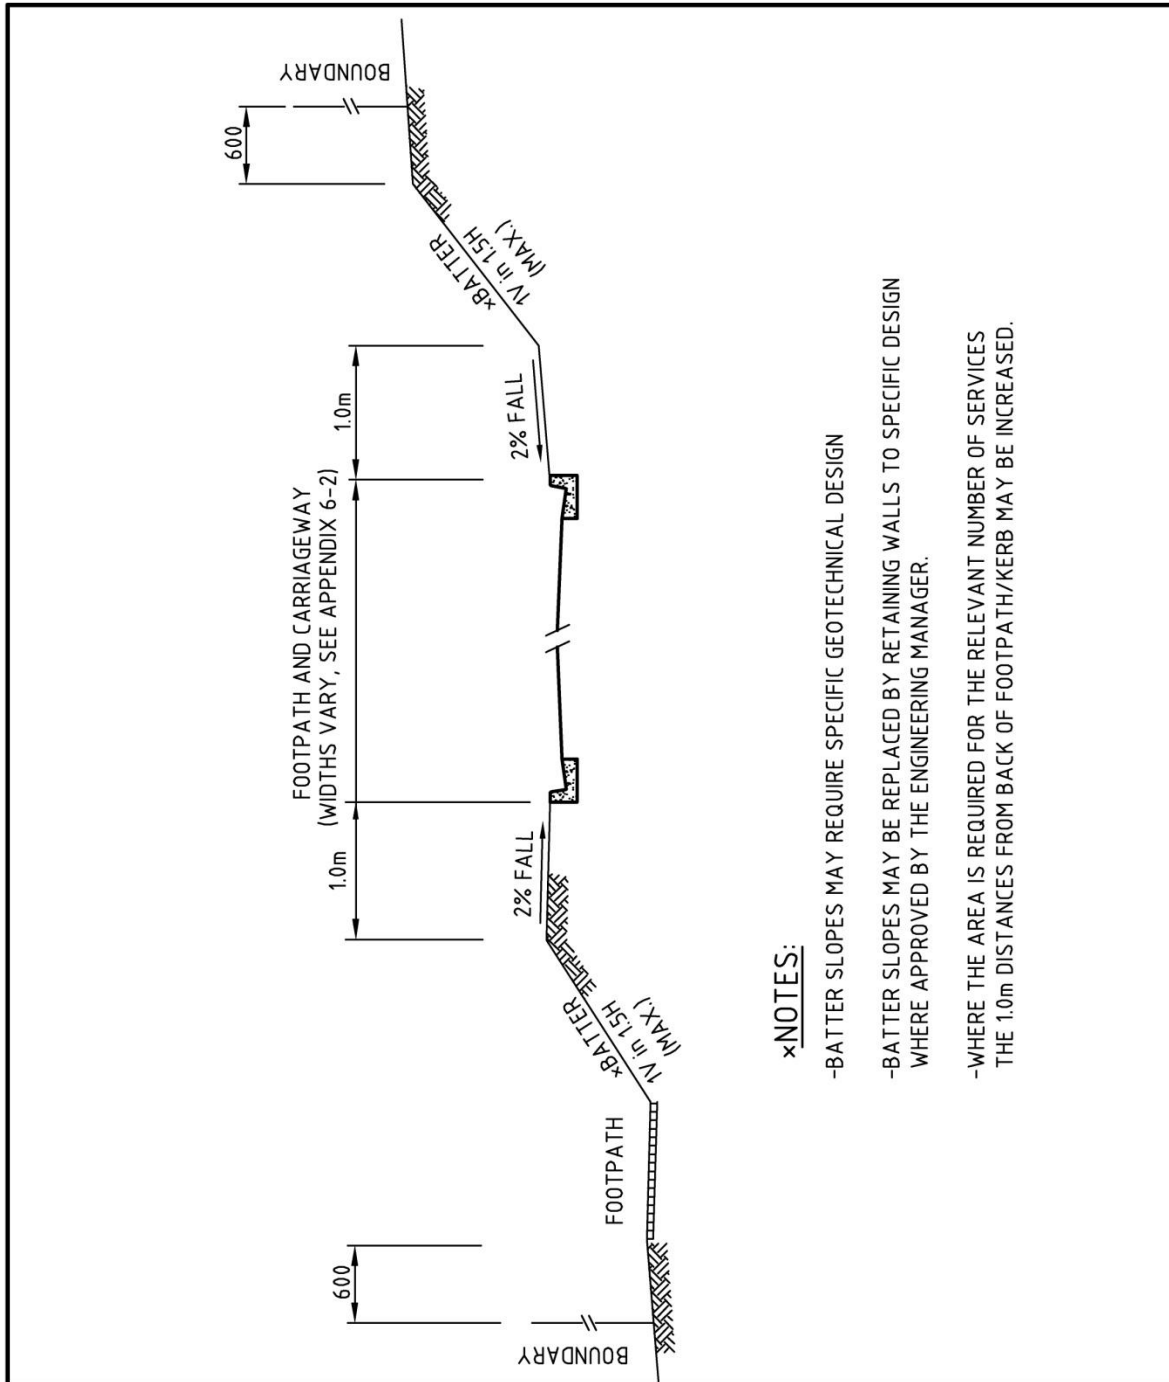 BOUNDARY
600
FOOTPATH
×BATTER
1V in 1.5H
(MAX.)
1.0m
2% FALL
FOOTPATH AND CARRIAGEWAY
(WIDTHS VARY, SEE APPENDIX 6-2)
1.0m
2% FALL
×BATTER
1V in 1.5H
(MAX.)
600
BOUNDARY
×NOTES:
-BATTER SLOPES MAY REQUIRE SPECIFIC GEOTECHNICAL DESIGN
-BATTER SLOPES MAY BE REPLACED BY RETAINING WALLS TO SPECIFIC DESIGN
WHERE APPROVED BY THE ENGINEERING MANAGER.
-WHERE THE AREA IS REQUIRED FOR THE RELEVANT NUMBER OF SERVICES
THE 1.0m DISTANCES FROM BACK OF FOOTPATH/KERB MAY BE INCREASED.